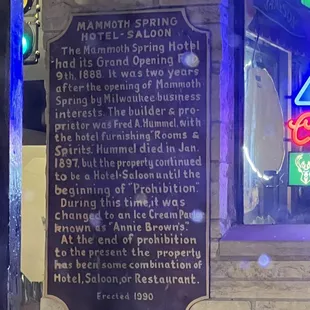 MAMMOTH SPRING
HOTEL-SALOON
The Mammoth Spring Hotel
had its Grand Opening Feb
9th, 1888. It was two years
after the opening of Mammoth
Spring by Milwaukee business
interests. The builder & pro-
prietor was Fred A. Hummel, with
the hotel furnishing "Rooms &
Spirits." Hummel died in Jan.
1897, but the property continued
to be a Hotel-Saloon until the
beginning of "Prohibition."
During this time, it was
changed to an Ice Cream Parlor
known as "Annie Brown's."
At the end of prohibition
to the present the property
has been some combination of
Hotel, Saloon, or Restaurant.
Erected 1990